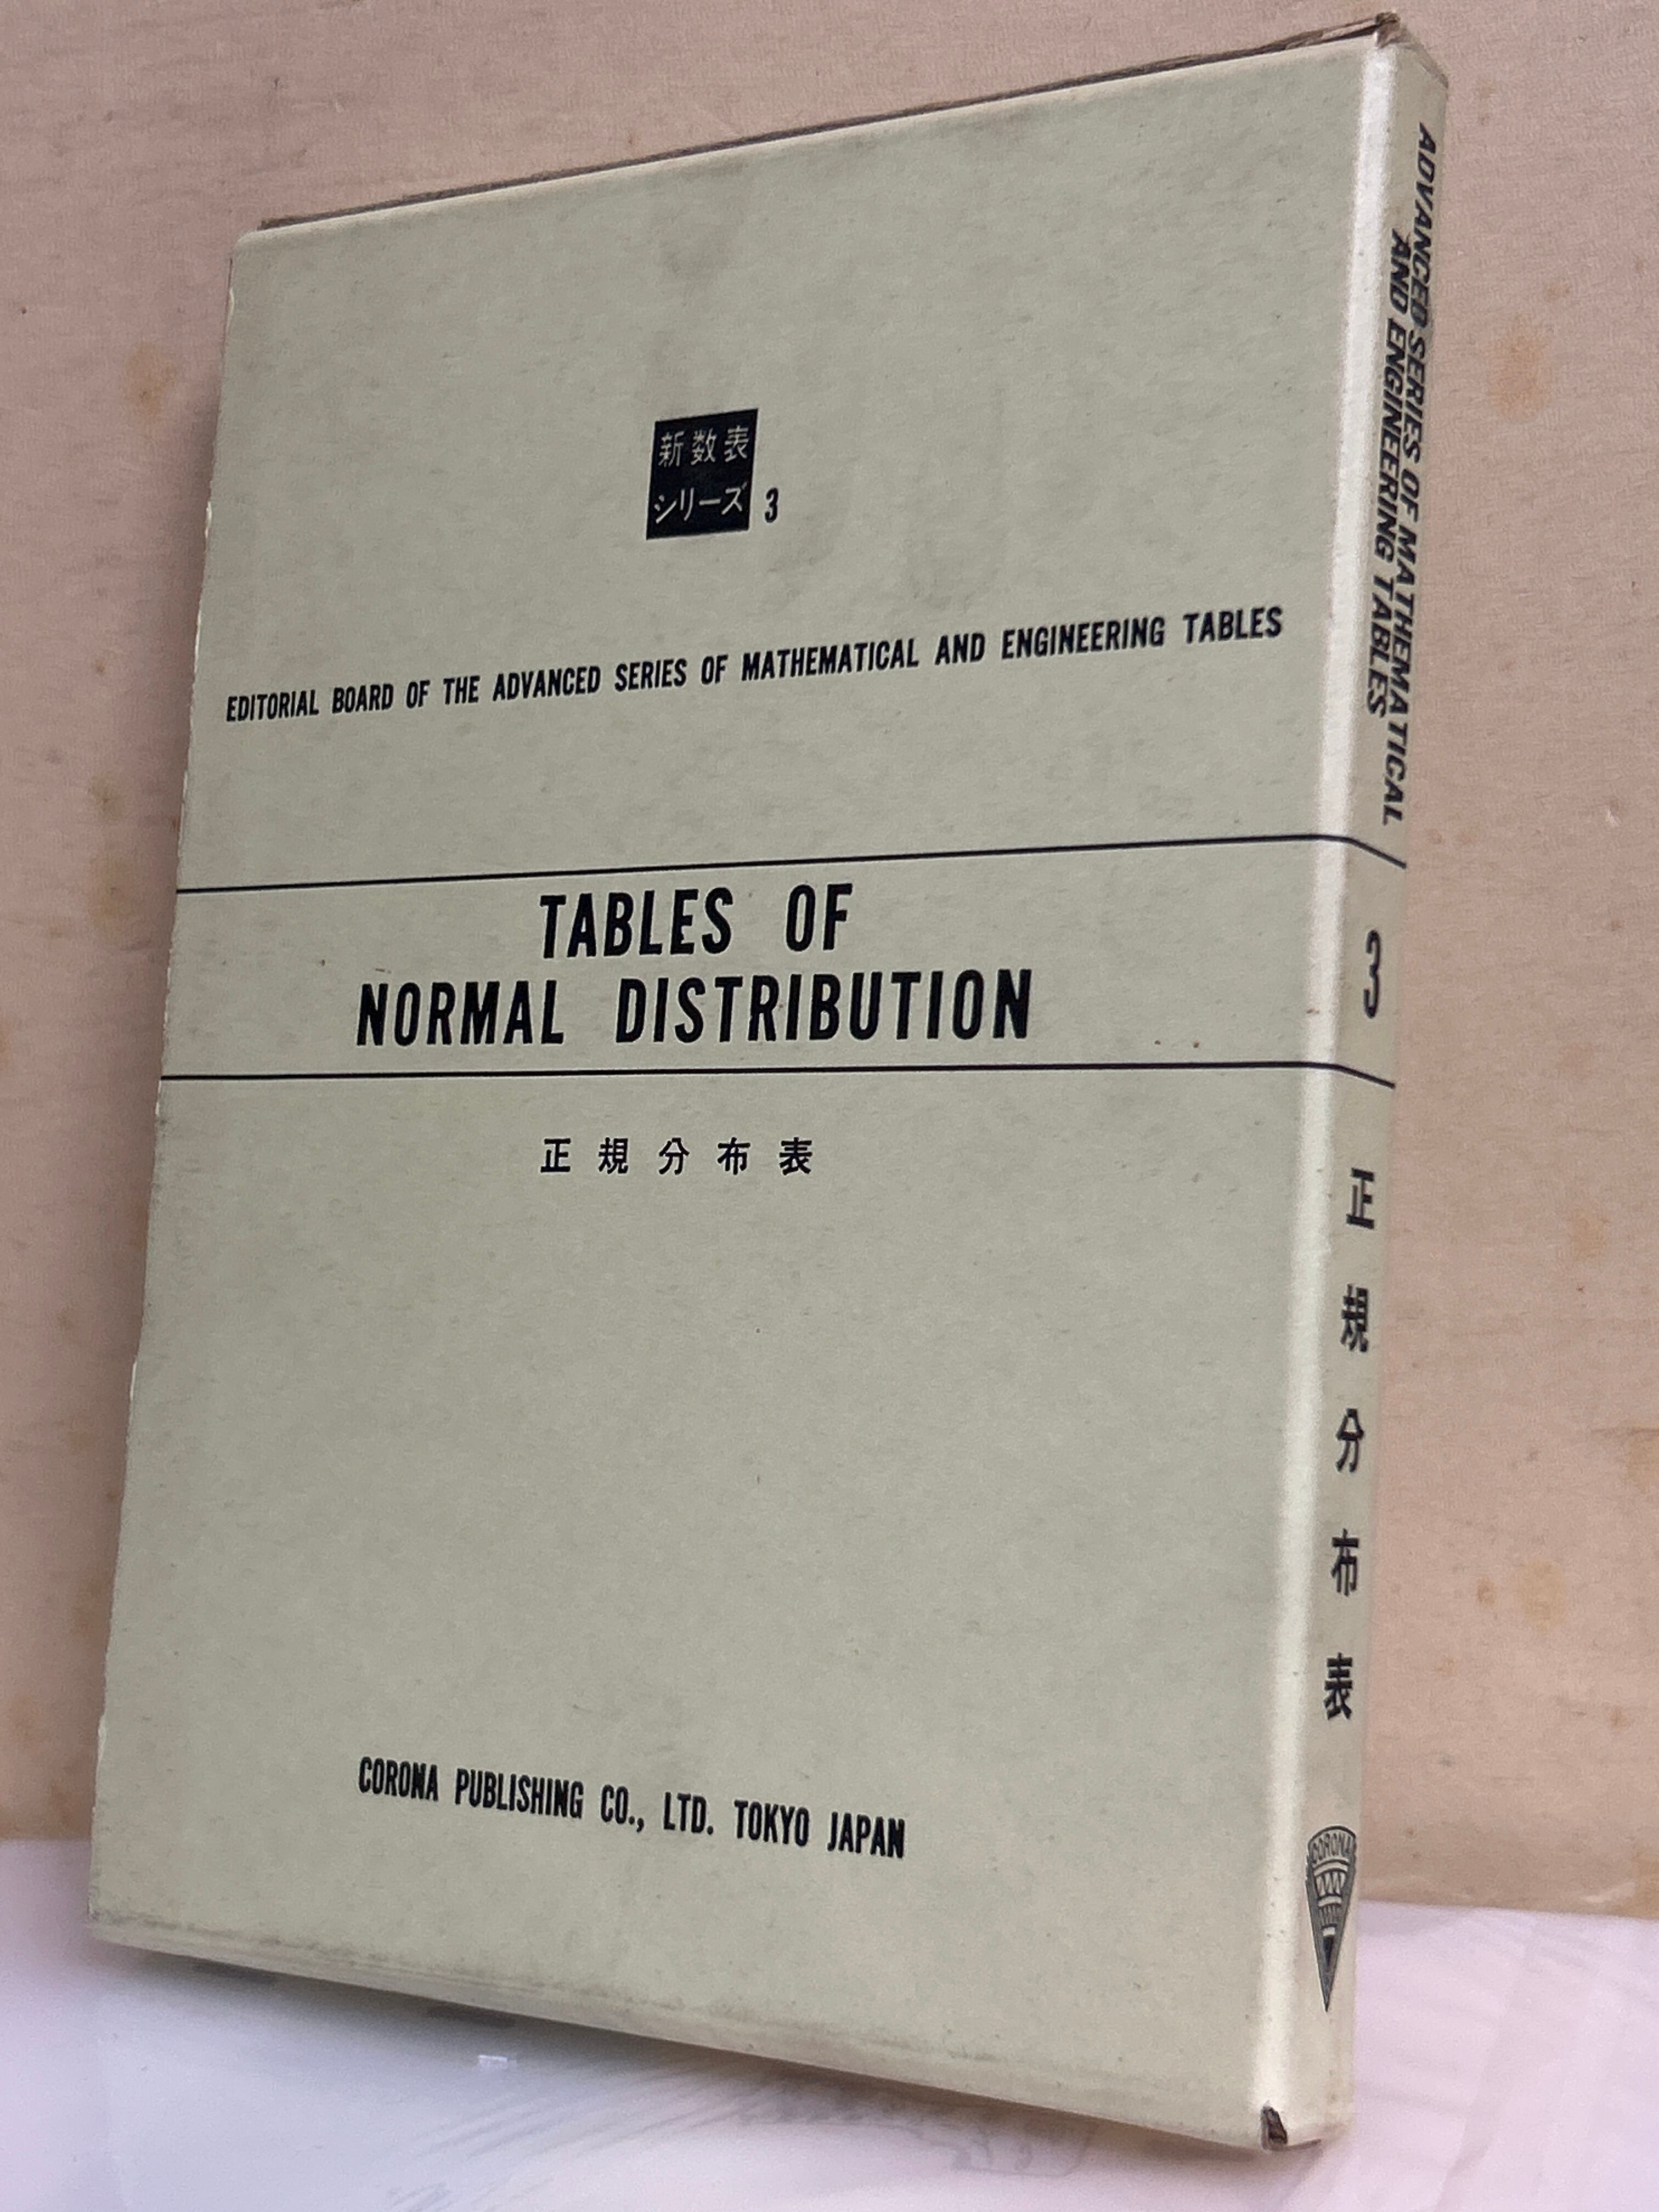 新数表
シリーズ 3
EDITORIAL BOARD OF THE ADVANCED SERIES OF MATHEMATICAL AND ENGINEERING TABLES
TABLES OF
NORMAL DISTRIBUTION
正規分布表
CORONA PUBLISHING CO., LTD. TOKYO JAPAN
ADVANCED SERIES OF MATHEMATICAL
AND ENGINEERING TABLES
3
正規分布表
CORONA